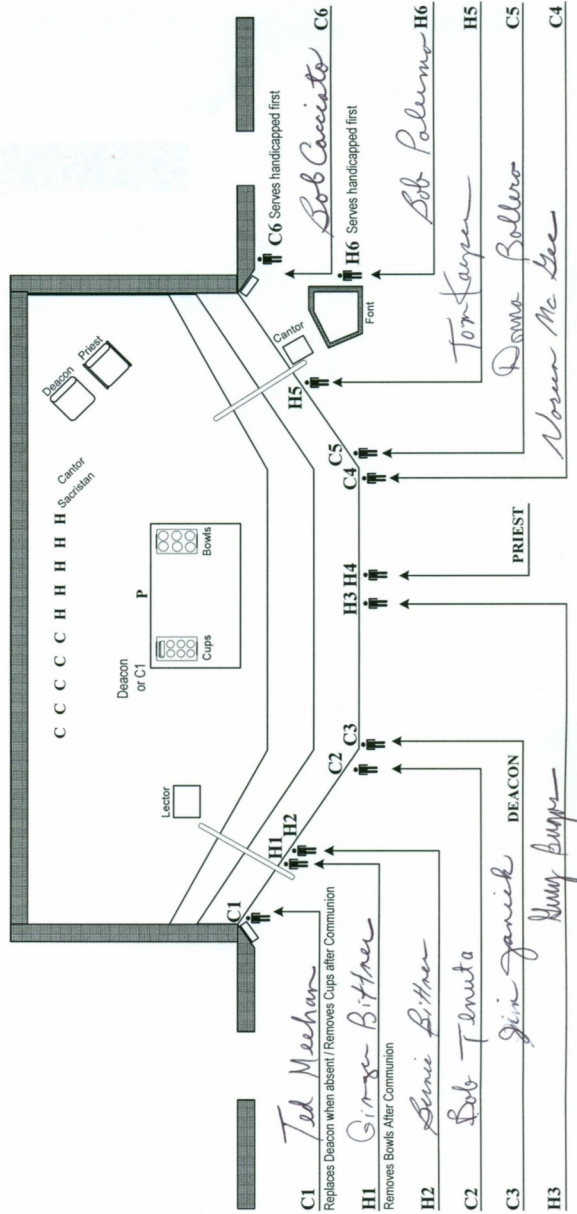 C C C C C H H H H H H
Cantor
Sacristan
Deacon
Priest
Deacon
or C1
P
Cups
Bowls
Lector
Cantor
Font
C1
H1
H2
C2
C3
H3 H4
C4
C5
H5
H6 Serves handicapped first
C6 Serves handicapped first
C1 Ted Meehan
Replaces Deacon when absent / Removes Cups after Communion
H1 Ginger Bittner
Removes Bowls After Communion
H2 Bernie Bittner
C2 Bob Tenuta
C3 Jim Janick DEACON
H3
PRIEST
Bob Cacciato C6
Bob Palermo H6
Tom Kayser H5
Donna Bollero C5
Noreen Mc Gee C4